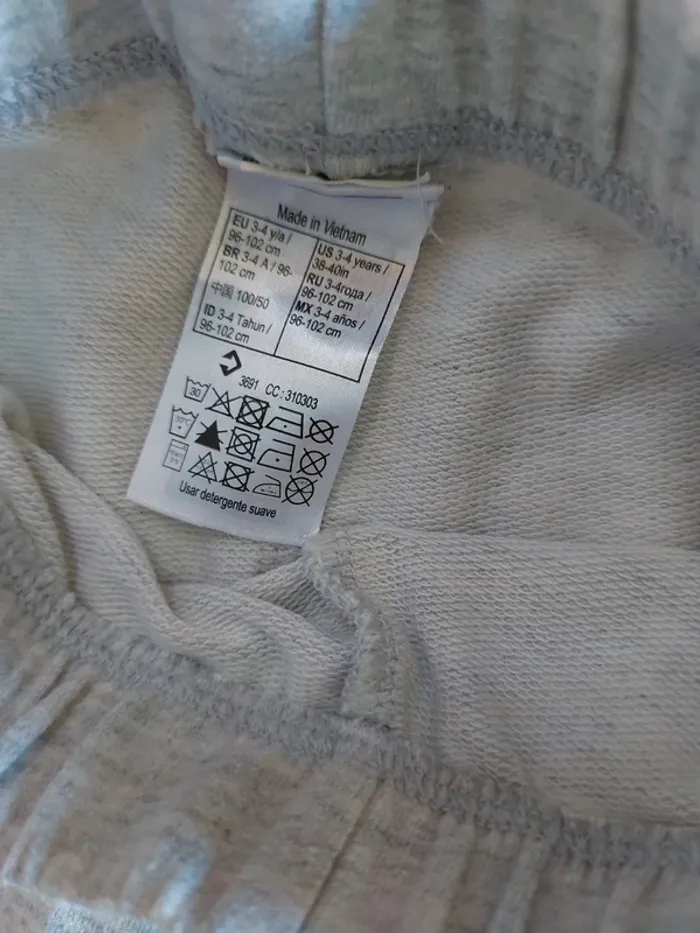 Made in Vietnam
EU 3-4 y/a /
96-102 cm
BR 3-4 A / 96-
102 cm
中国 100/50
ID 3-4 Tahun /
96-102 cm
US 3-4 years /
38-40in
RU 3-4года /
96-102 cm
MX 3-4 años /
96-102 cm
3691 CC : 310303
30
30°C
Usar detergente suave